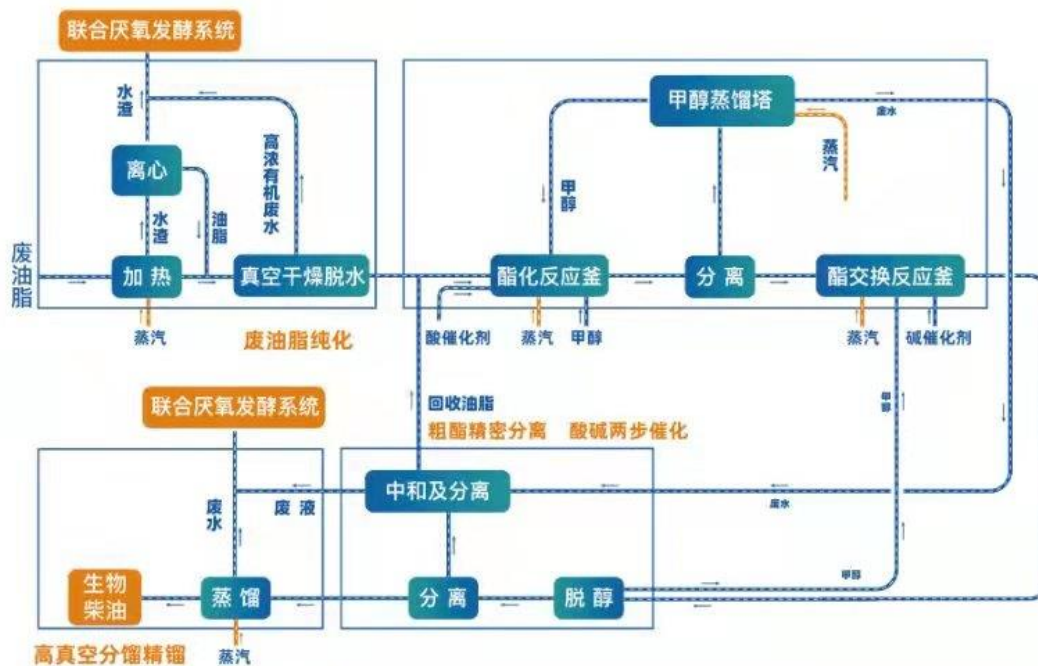 联合厌氧发酵系统
水渣
离心
高浓有机废水
水渣
油脂
废油脂
加热
真空干燥脱水
蒸汽
废油脂纯化
甲醇蒸馏塔
废水
蒸汽
甲醇
酯化反应釜
分离
酯交换反应釜
酸催化剂
蒸汽
甲醇
蒸汽
碱催化剂
回收油脂
粗酯精密分离 酸碱两步催化
甲醇
联合厌氧发酵系统
中和及分离
废水
废液
废水
甲醇
生物柴油
蒸馏
分离
脱醇
高真空分馏精镏
蒸汽